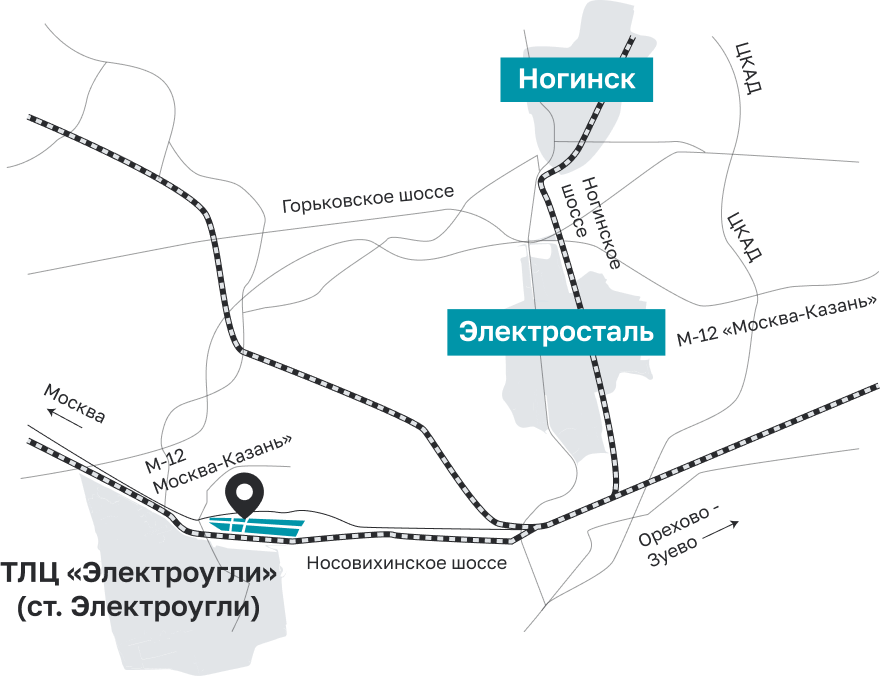 Ногинск
ЦКАД
Горьковское шоссе
Ногинское
шоссе
ЦКАД
Электросталь
М-12 «Москва-Казань»
Москва
М-12
Москва-Казань»
Орехово -
Зуево
Носовихинское шоссе
ТЛЦ «Электроугли»
(ст. Электроугли)